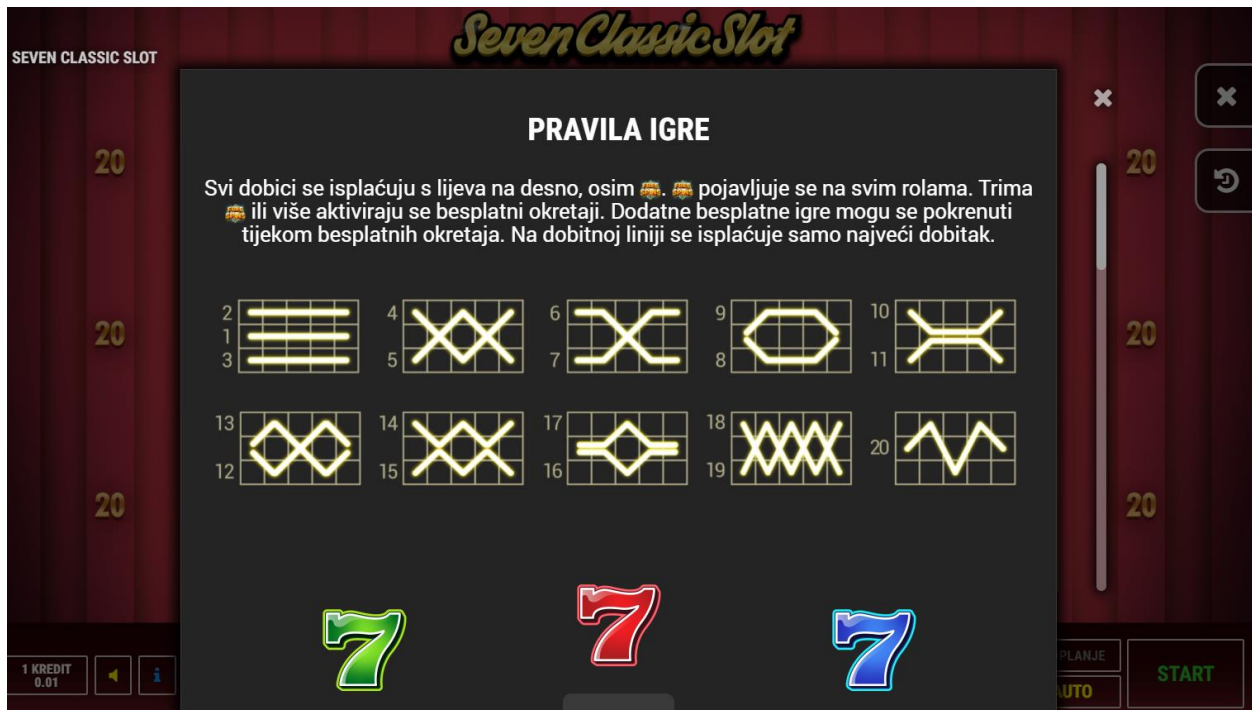 Seven Classic Slot
SEVEN CLASSIC SLOT
PRAVILA IGRE
20
20
Svi dobici se isplaćuju s lijeva na desno, osim . pojavljuje se na svim rolama. Trima
ili više aktiviraju se besplatni okretaji. Dodatne besplatne igre mogu se pokrenuti
tijekom besplatnih okretaja. Na dobitnoj liniji se isplaćuje samo najveći dobitak.
2 4 6 9 10
20 1 20
3 5 7 8 11
13 14 17 18
20
12 15 16 19
20 20
7 7 7
1 KREDIT
0.01
i
PLANJE
AUTO
START